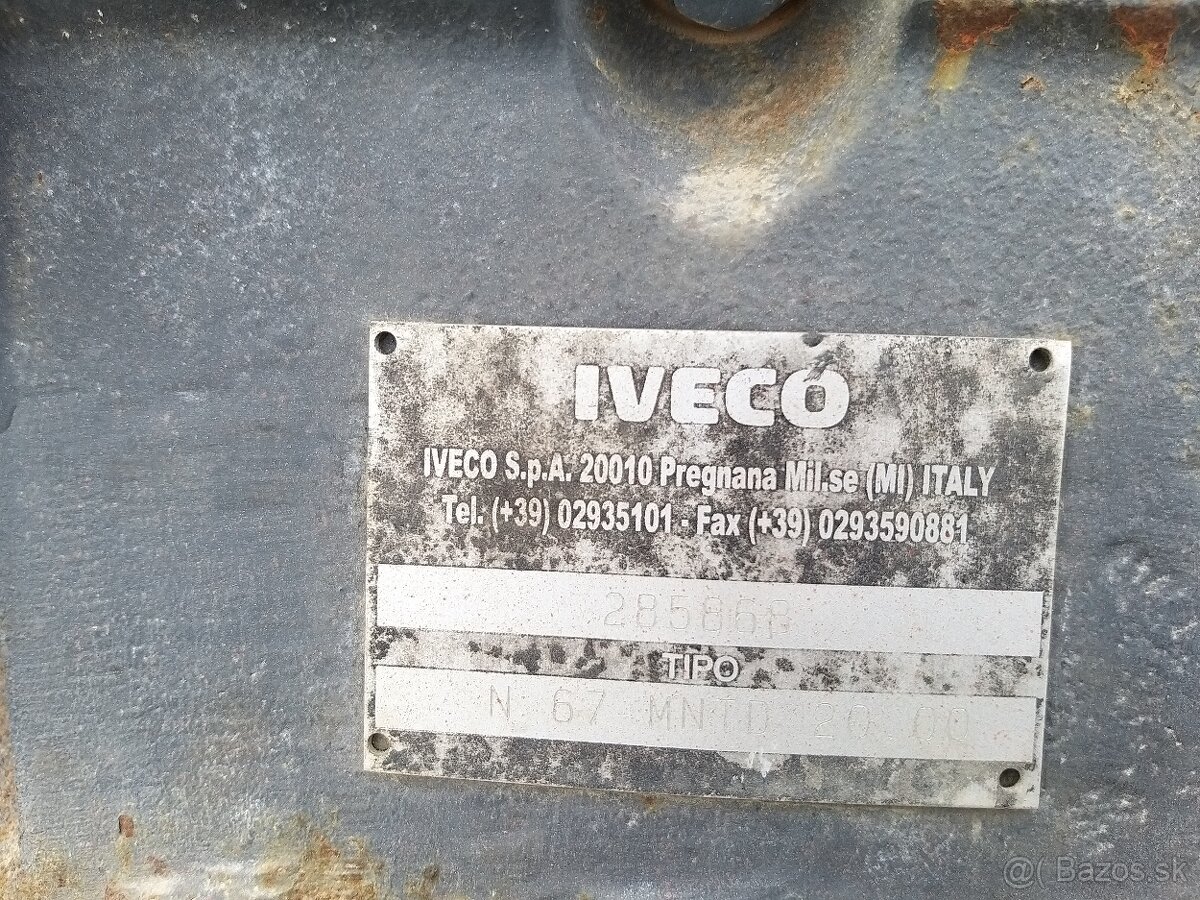 IVECO
IVECO S.p.A. 20010 Pregnana Mil.se (MI) ITALY
Tel. (+39) 02935101 - Fax (+39) 0293590881
285868
TIPO
N 67 MNTD 20.00
@( Bazos.sk